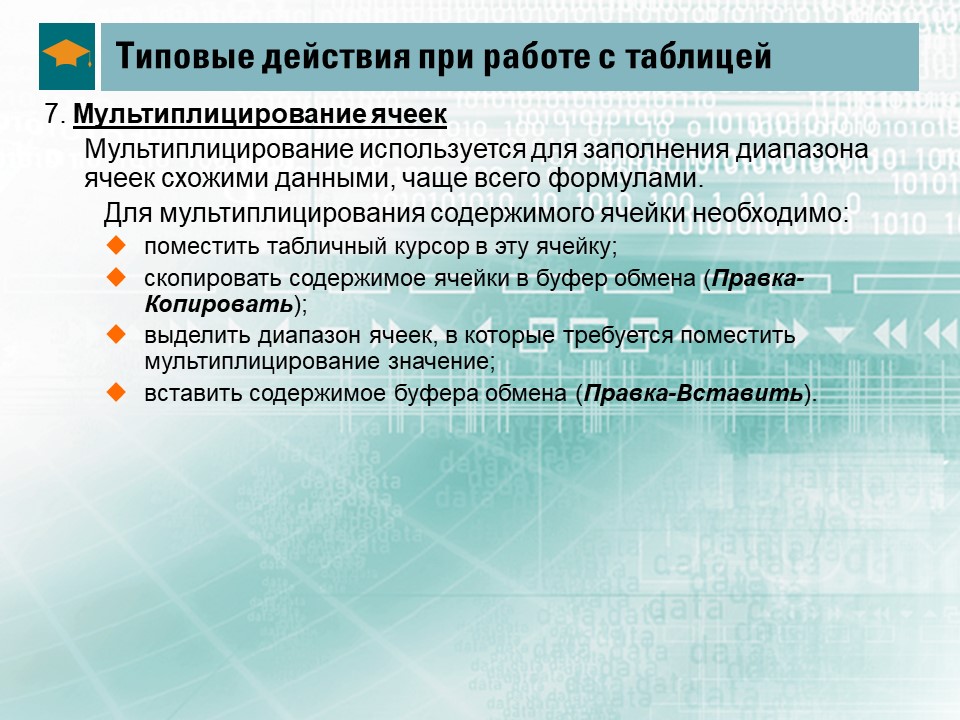 Типовые действия при работе с таблицей
7. Мультиплицирование ячеек
Мультиплицирование используется для заполнения диапазона
ячеек схожими данными, чаще всего формулами.
Для мультиплицирования содержимого ячейки необходимо:
поместить табличный курсор в эту ячейку;
скопировать содержимое ячейки в буфер обмена (Правка-
Копировать);
выделить диапазон ячеек, в которые требуется поместить
мультиплицирование значение;
вставить содержимое буфера обмена (Правка-Вставить).